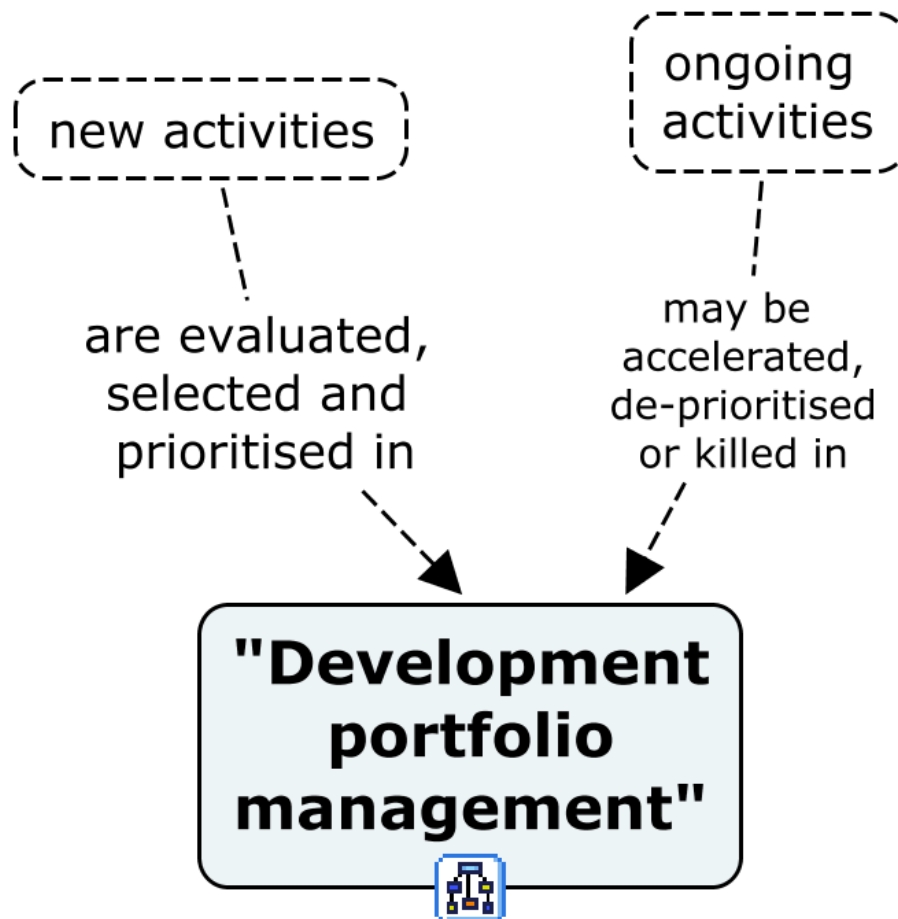 new activities
ongoing
activities
are evaluated,
selected and
prioritised in
may be
accelerated,
de-prioritised
or killed in
"Development
portfolio
management"